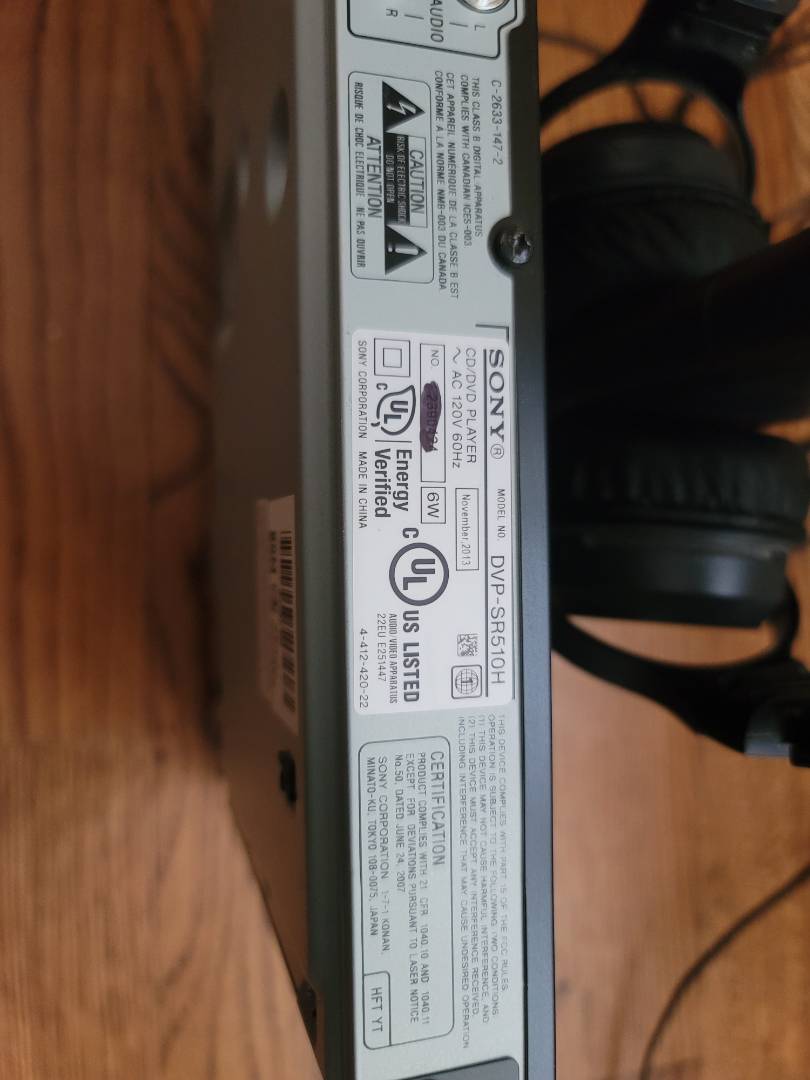 L
AUDIO
R
C-2633-147-2
THIS CLASS B DIGITAL APPARATUS
COMPLIES WITH CANADIAN ICES-003.
CET APPAREIL NUMÉRIQUE DE LA CLASSE B EST
CONFORME À LA NORME NMB-003 DU CANADA
CAUTION
RISK OF ELECTRIC SHOCK
DO NOT OPEN
ATTENTION
RISQUE DE CHOC ELECTRIQUE NE PAS OUVRIR
SONY® MODEL NO. DVP-SR510H
CD/DVD PLAYER
~ AC 120V 60Hz
November,2013
NO.
6W
C UL Energy
Verified
C UL US LISTED
AUDIO/VIDEO APPARATUS
22EU E251447
SONY CORPORATION MADE IN CHINA
4-412-420-22
THIS DEVICE COMPLIES WITH PART 15 OF THE FCC RULES.
OPERATION IS SUBJECT TO THE FOLLOWING TWO CONDITIONS:
(1) THIS DEVICE MAY NOT CAUSE HARMFUL INTERFERENCE, AND
(2) THIS DEVICE MUST ACCEPT ANY INTERFERENCE RECEIVED,
INCLUDING INTERFERENCE THAT MAY CAUSE UNDESIRED OPERATION
CERTIFICATION
PRODUCT COMPLIES WITH 21 CFR 1040.10 AND 1040.11
EXCEPT FOR DEVIATIONS PURSUANT TO LASER NOTICE
No.50, DATED JUNE 24, 2007
SONY CORPORATION 1-7-1 KONAN,
MINATO-KU, TOKYO 108-0075, JAPAN
HFT YT